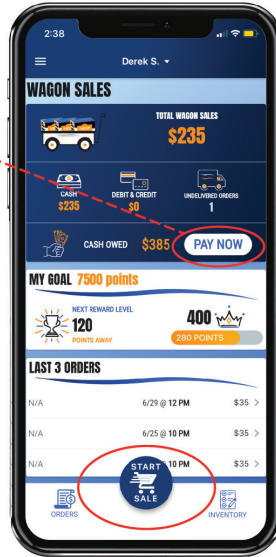 2:38
Derek S.
WAGON SALES
TOTAL WAGON SALES
$235
CASH
$235
DEBIT & CREDIT
$0
UNDELIVERED ORDERS
1
CASH OWED $385 PAY NOW
MY GOAL 7500 points
NEXT REWARD LEVEL
120
POINTS AWAY
400
280 POINTS
LAST 3 ORDERS
N/A 6/29 @ 12 PM $35 >
N/A 6/25 @ 10 PM $35 >
N/A 10 PM $35 >
START
SALE
ORDERS
INVENTORY